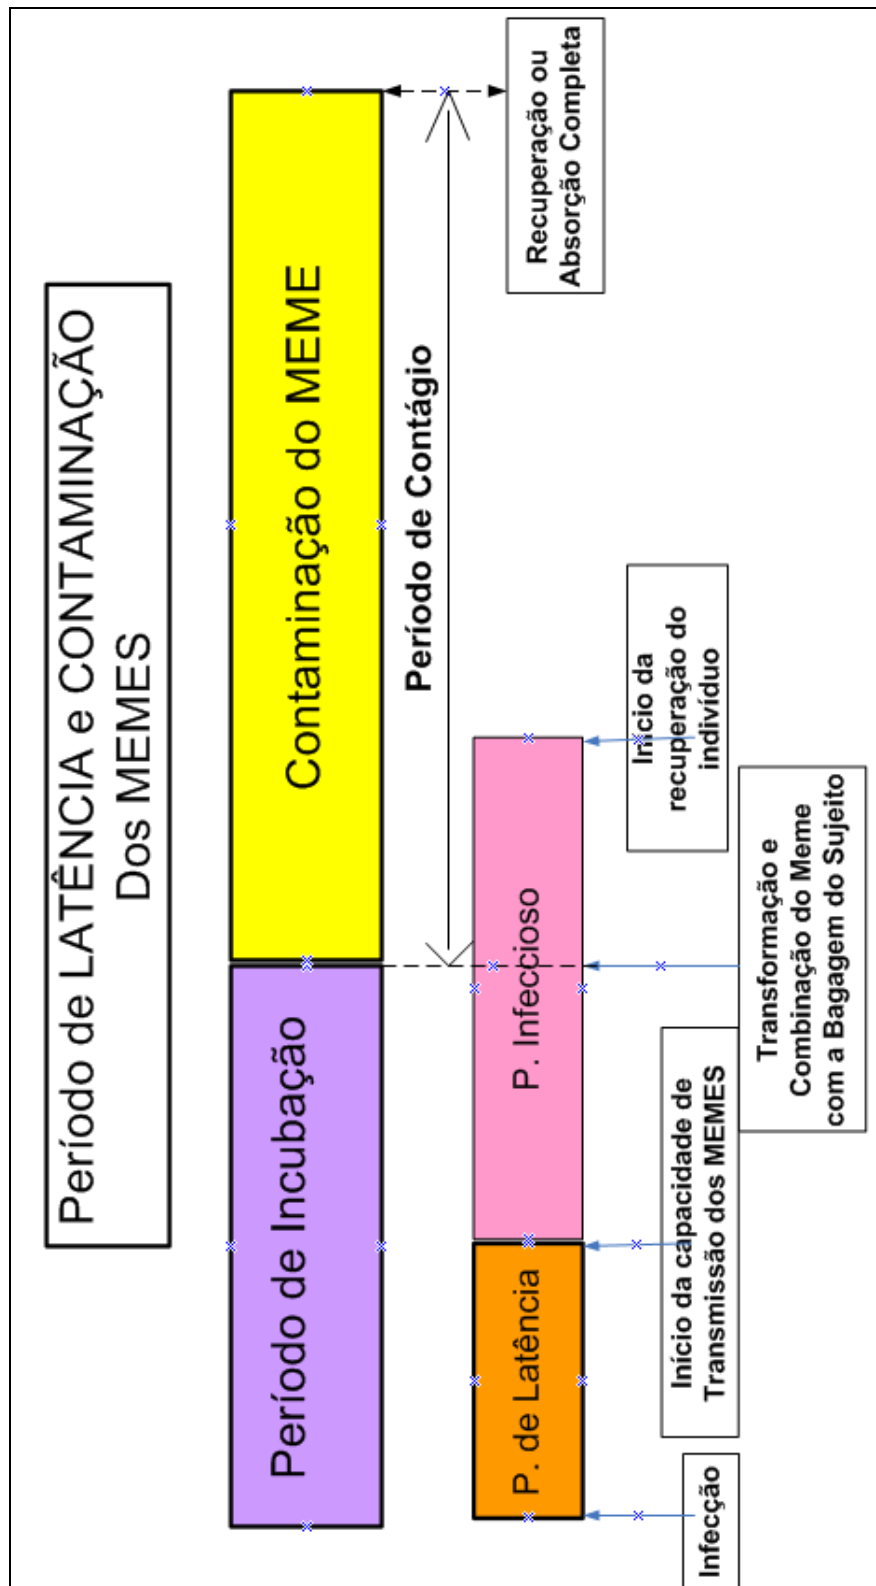 Período de LATÊNCIA e CONTAMINAÇÃO
Dos MEMES
Período de Incubação
Contaminação do MEME
Período de Contágio
P. de Latência
P. Infeccioso
Recuperação ou
Absorção Completa
Início da
recuperação do
indivíduo
Infecção
Início da capacidade de
Transmissão dos MEMES
Transformação e
Combinação do Meme
com a Bagagem do Sujeito